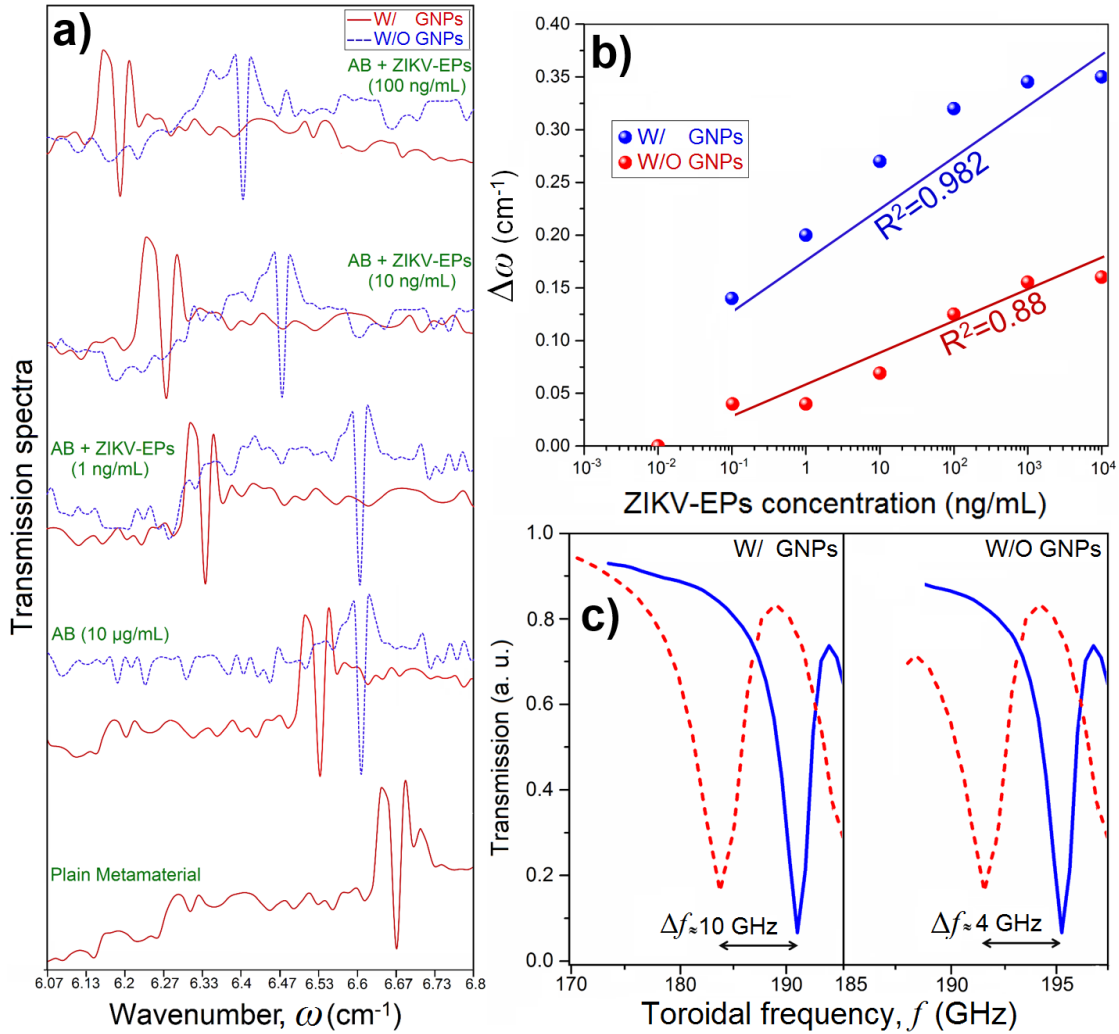 a)
W/ GNPs
W/O GNPs
AB + ZIKV-EPs
(100 ng/mL)
AB + ZIKV-EPs
(10 ng/mL)
AB + ZIKV-EPs
(1 ng/mL)
AB (10 µg/mL)
Plain Metamaterial
Transmission spectra
6.07 6.13 6.2 6.27 6.33 6.4 6.47 6.53 6.6 6.67 6.73 6.8
Wavenumber, ω (cm⁻¹)
b)
W/ GNPs
W/O GNPs
R²=0.982
R²=0.88
Δω (cm⁻¹)
0.40
0.35
0.30
0.25
0.20
0.15
0.10
0.05
0.00
10⁻³ 10⁻² 10⁻¹ 1 10 10² 10³ 10⁴
ZIKV-EPs concentration (ng/mL)
c)
W/ GNPs
W/O GNPs
Transmission (a. u.)
1.0
0.8
0.6
0.4
0.2
0.0
Δf≈10 GHz
Δf≈4 GHz
170 180 190 190 195
Toroidal frequency, f (GHz)